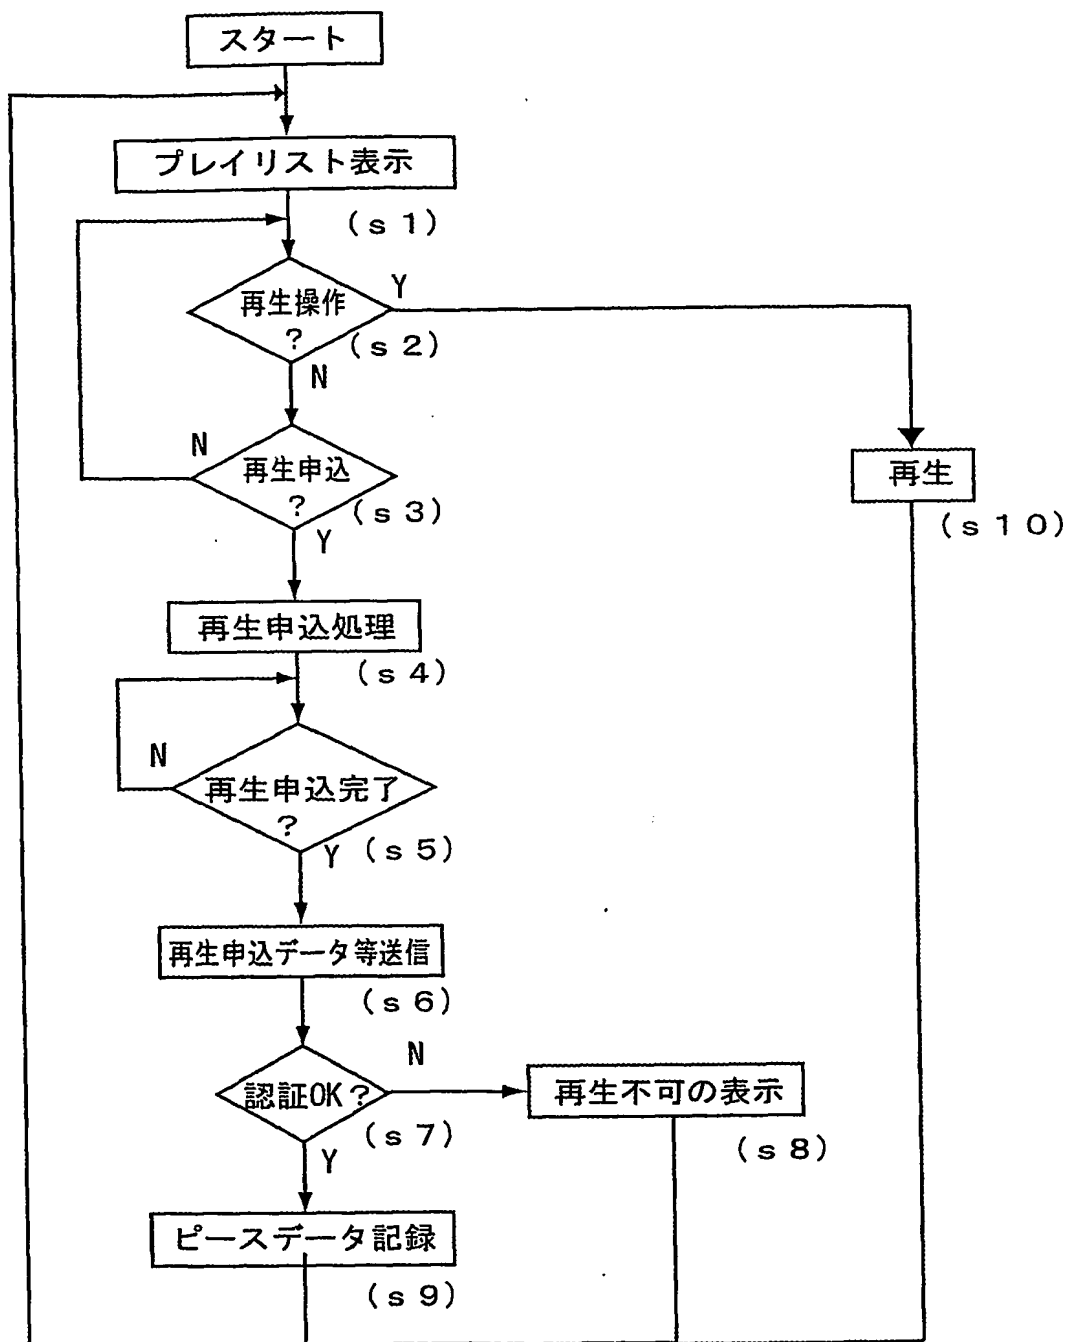 スタート
プレイリスト表示
(s1)
再生操作
?
(s2)
Y
N
再生申込
?
(s3)
N
Y
再生
(s10)
再生申込処理
(s4)
N
再生申込完了
?
(s5)
Y
再生申込データ等送信
(s6)
認証OK?
(s7)
N
Y
再生不可の表示
(s8)
ピースデータ記録
(s9)